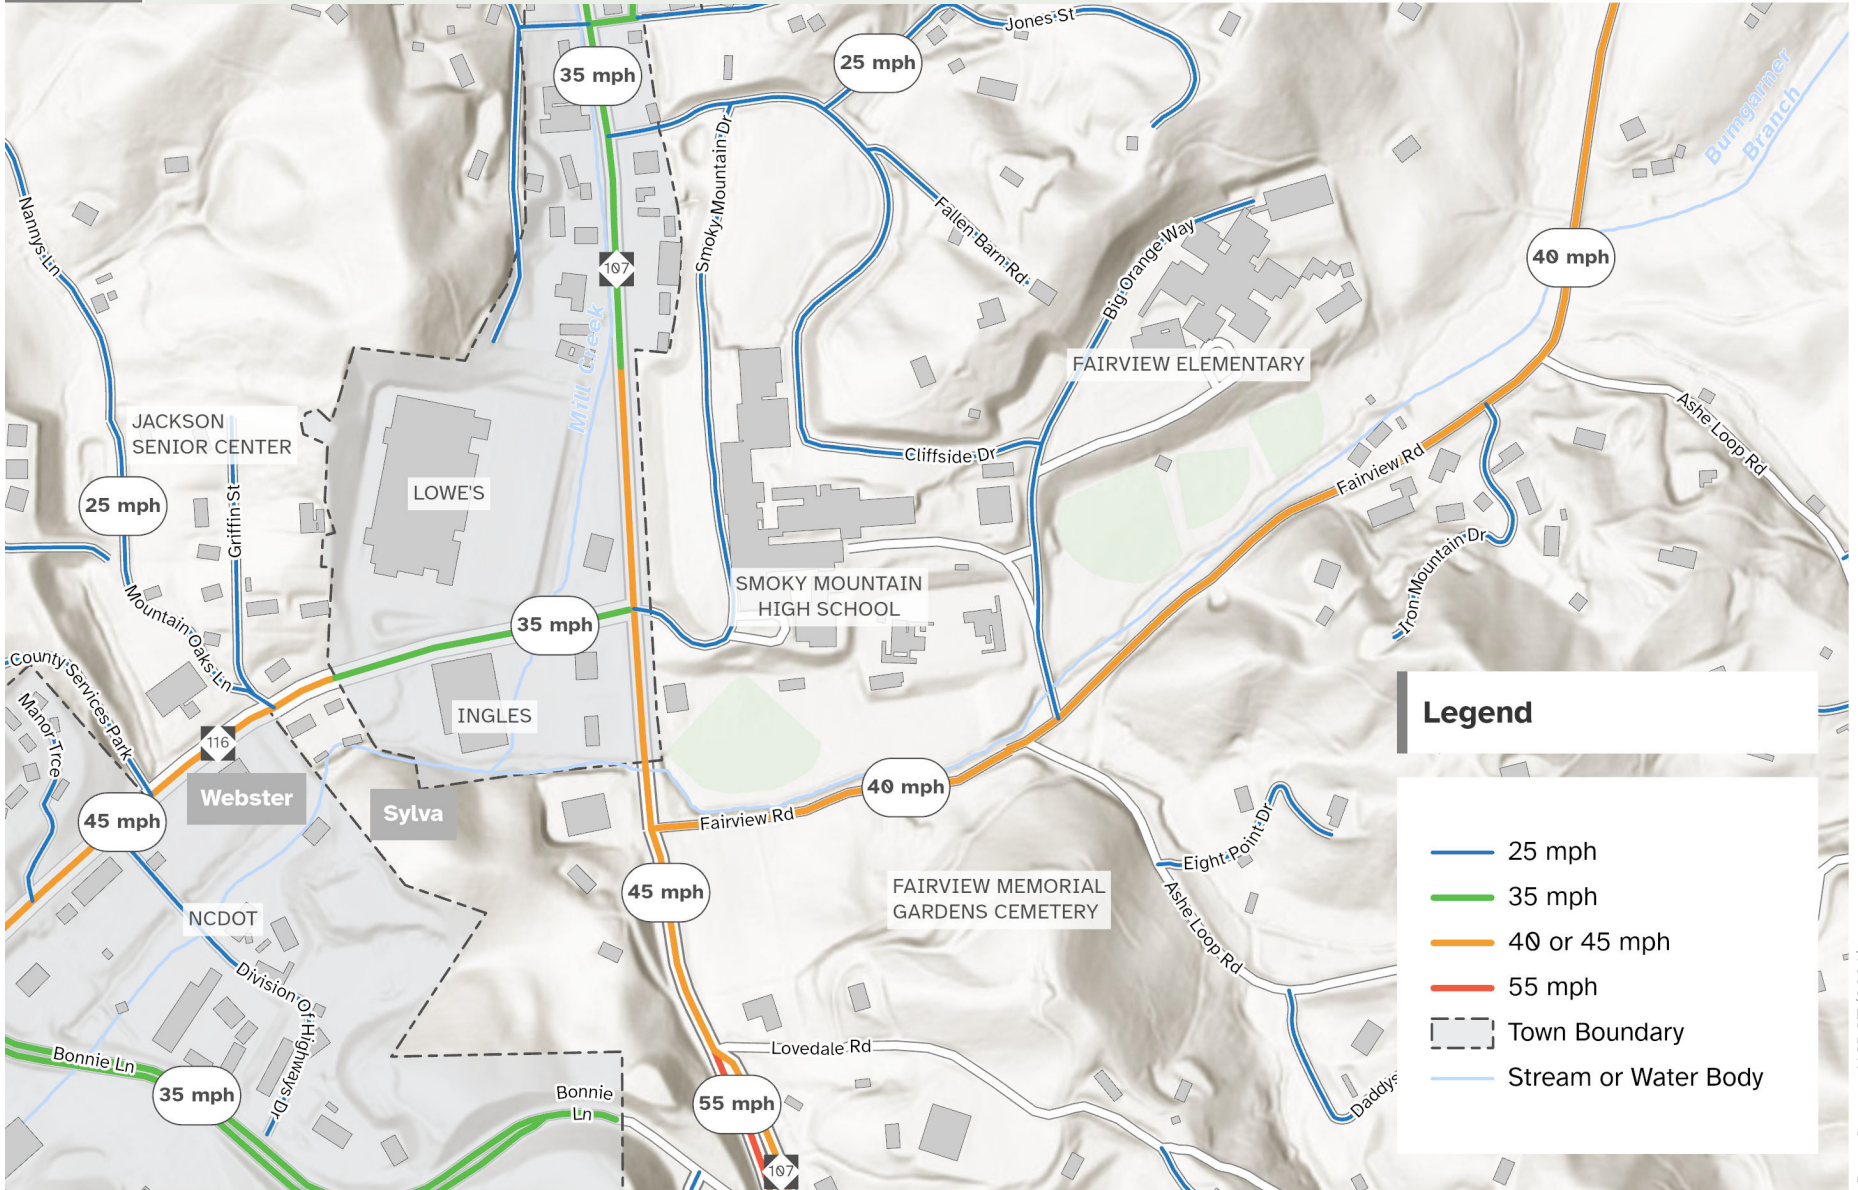 Jones St
35 mph
25 mph
Bumgarner
Branch
Smoky Mountain Dr
Nannys Ln
Fallen Barn Rd
Big Orange Way
40 mph
107
Mill Creek
FAIRVIEW ELEMENTARY
JACKSON
SENIOR CENTER
Ashe Loop Rd
Cliffside Dr
Fairview Rd
LOWE'S
25 mph
Griffin St
Iron Mountain Dr
SMOKY MOUNTAIN
HIGH SCHOOL
35 mph
Mountain Oaks Ln
County Services Park
Manor Trce
INGLES
116
Webster
Sylva
45 mph
40 mph
Fairview Rd
Eight Point Dr
45 mph
FAIRVIEW MEMORIAL
GARDENS CEMETERY
Ashe Loop Rd
NCDOT
Division Of Highways Dr
Lovedale Rd
Bonnie Ln
35 mph
Bonnie
Ln
55 mph
107
Daddys
Legend
25 mph
35 mph
40 or 45 mph
55 mph
Town Boundary
Stream or Water Body